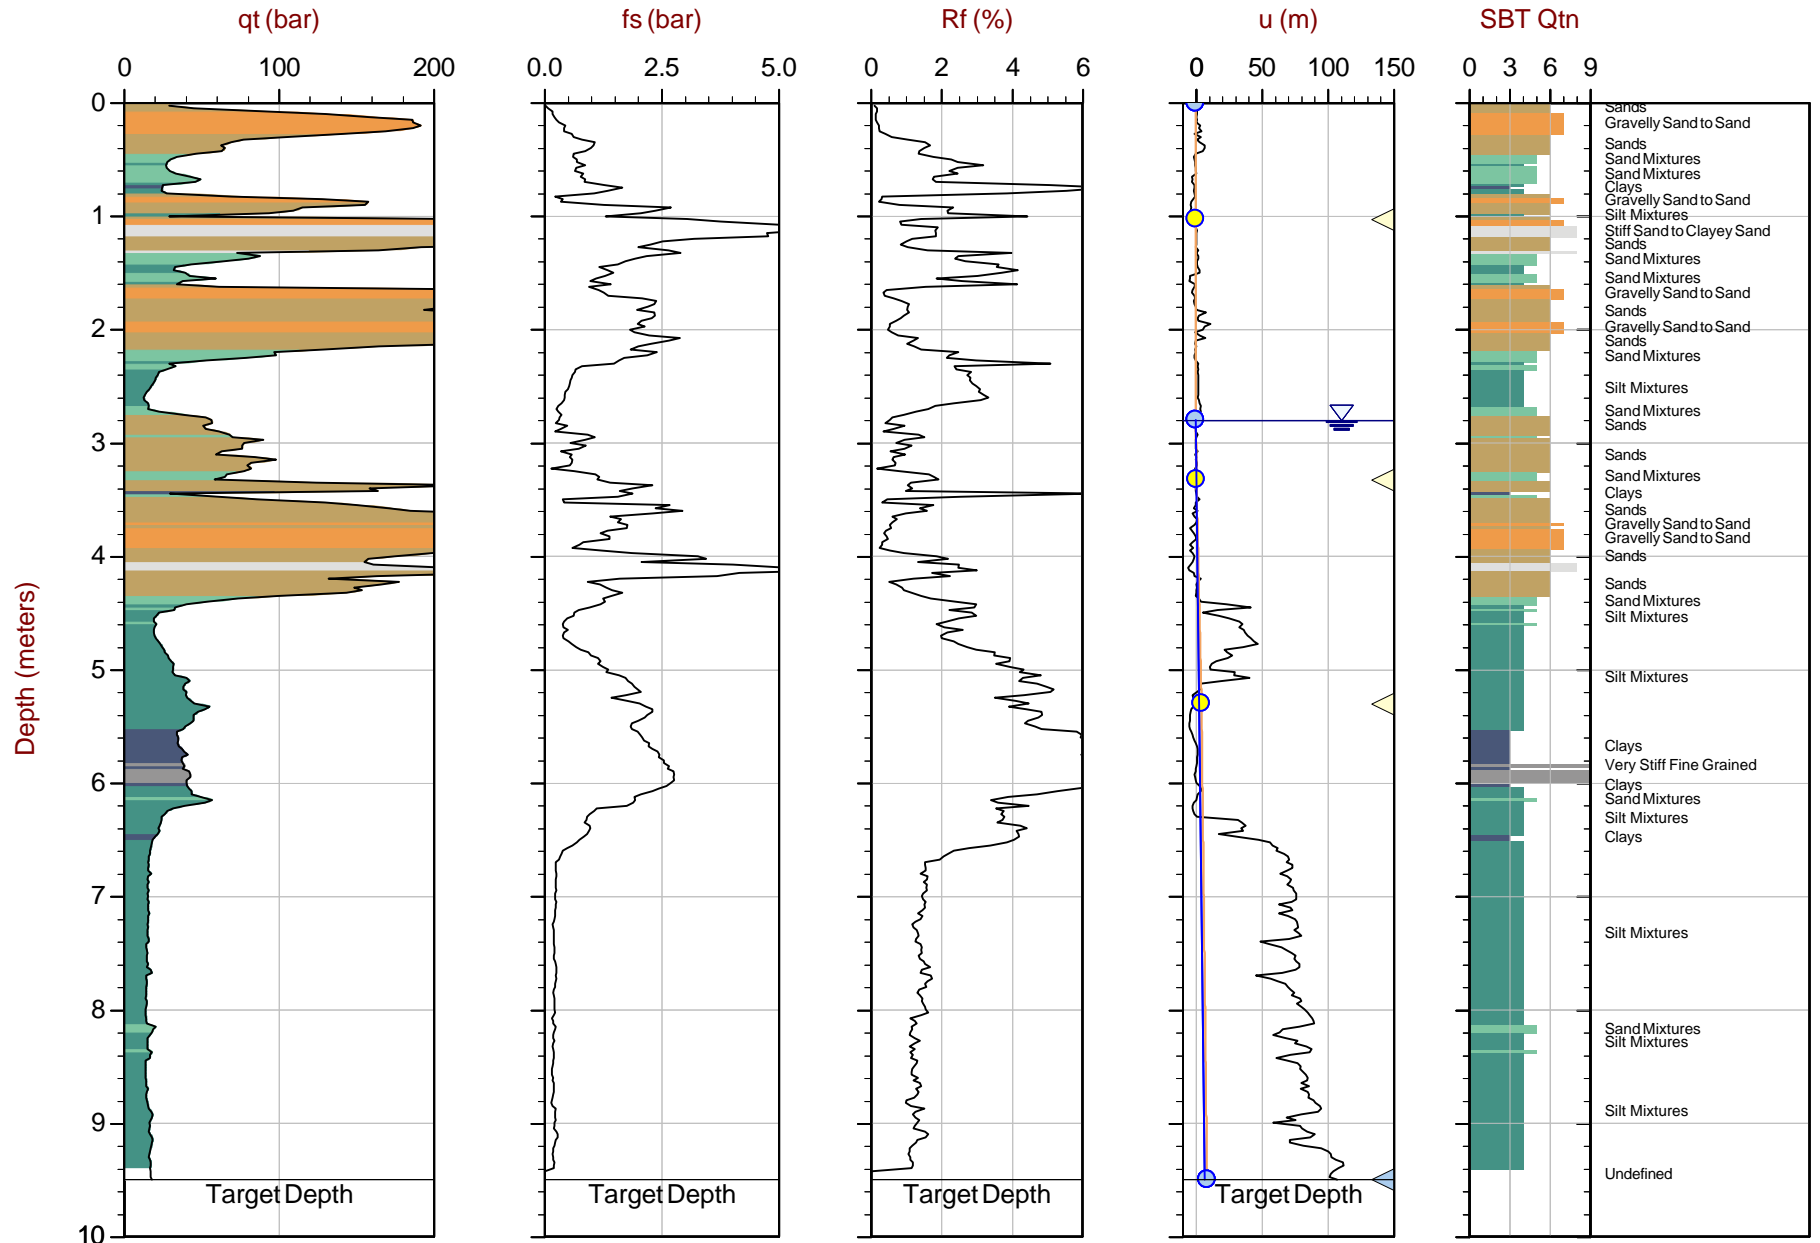 qt (bar) fs (bar) Rf (%) u (m) SBT Qtn
0 100 200 0.0 2.5 5.0 0 2 4 6 0 50 100 150 0 3 6 9
0
1
2
3
4
5
6
7
8
9
10
Depth (meters)
Sands
Gravelly Sand to Sand
Sands
Sand Mixtures
Sand Mixtures
Clays
Gravelly Sand to Sand
Silt Mixtures
Stiff Sand to Clayey Sand
Sands
Sand Mixtures
Sand Mixtures
Gravelly Sand to Sand
Sands
Gravelly Sand to Sand
Sands
Sand Mixtures
Silt Mixtures
Sand Mixtures
Sands
Sands
Sand Mixtures
Clays
Sands
Gravelly Sand to Sand
Gravelly Sand to Sand
Sands
Sands
Sand Mixtures
Silt Mixtures
Silt Mixtures
Clays
Very Stiff Fine Grained
Clays
Sand Mixtures
Silt Mixtures
Clays
Silt Mixtures
Sand Mixtures
Silt Mixtures
Silt Mixtures
Undefined
Target Depth Target Depth Target Depth Target Depth